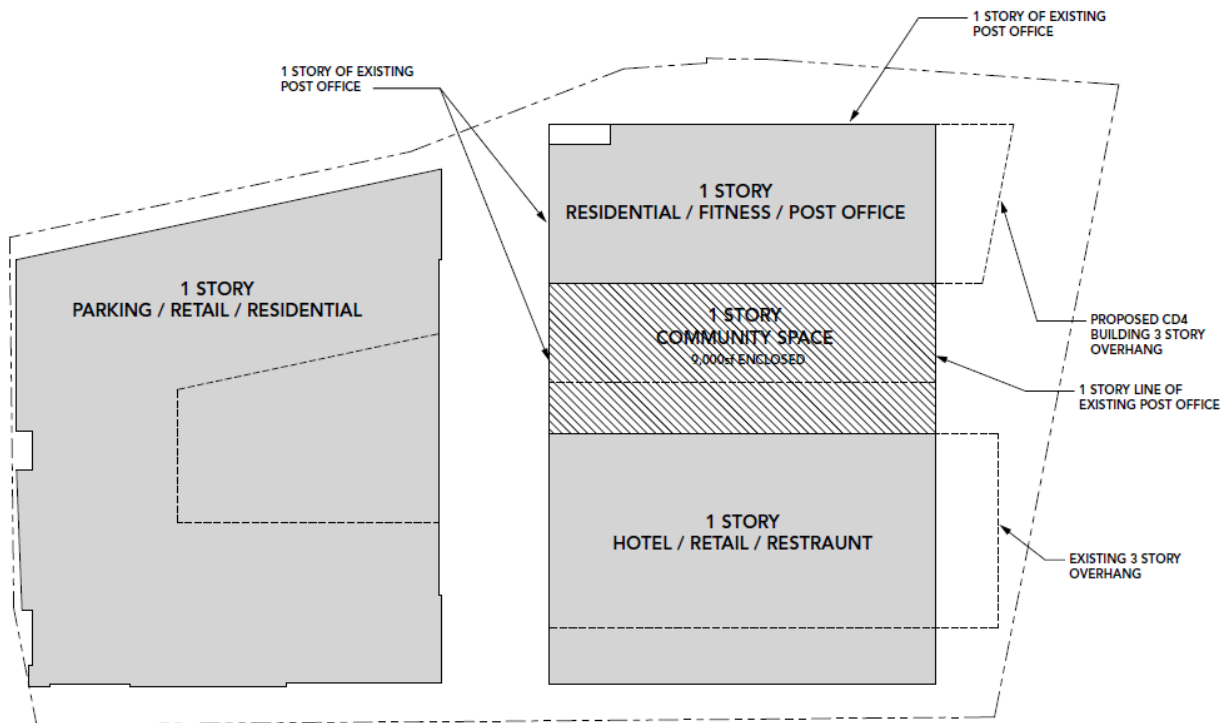 1 STORY OF EXISTING
POST OFFICE
1 STORY OF EXISTING
POST OFFICE
1 STORY
RESIDENTIAL / FITNESS / POST OFFICE
1 STORY
PARKING / RETAIL / RESIDENTIAL
1 STORY
COMMUNITY SPACE
9,000sf ENCLOSED
PROPOSED CD4
BUILDING 3 STORY
OVERHANG
1 STORY LINE OF
EXISTING POST OFFICE
1 STORY
HOTEL / RETAIL / RESTRAUNT
EXISTING 3 STORY
OVERHANG